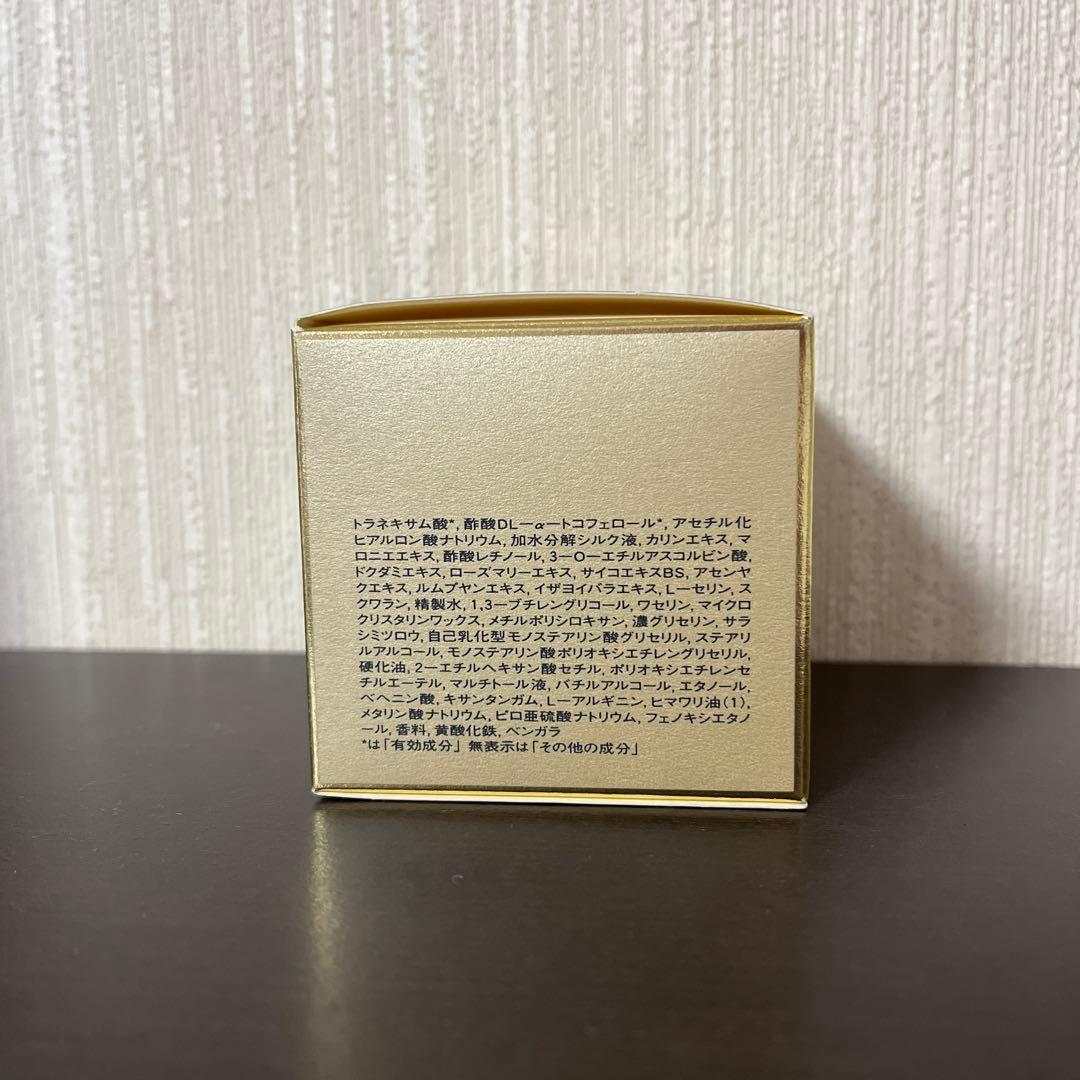 トラネキサム酸*, 酢酸DL－α－トコフェロール*, アセチル化
ヒアルロン酸ナトリウム, 加水分解シルク液, カリンエキス, マ
ロニエエキス, 酢酸レチノール, 3－O－エチルアスコルビン酸,
ドクダミエキス, ローズマリーエキス, サイコエキスBS, アセンヤ
クエキス, ルムプヤンエキス, イザヨイバラエキス, L－セリン, ス
クワラン, 精製水, 1,3－ブチレングリコール, ワセリン, マイクロ
クリスタリンワックス, メチルポリシロキサン, 濃グリセリン, サラ
シミツロウ, 自己乳化型モノステアリン酸グリセリル, ステアリ
ルアルコール, モノステアリン酸ポリオキシエチレングリセリル,
硬化油, 2－エチルヘキサン酸セチル, ポリオキシエチレンセ
チルエーテル, マルチトール液, バチルアルコール, エタノール,
ベヘニン酸, キサンタンガム, L－アルギニン, ヒマワリ油(1),
メタリン酸ナトリウム, ピロ亜硫酸ナトリウム, フェノキシエタノ
ール, 香料, 黄酸化鉄, ベンガラ
*は「有効成分」 無表示は「その他の成分」